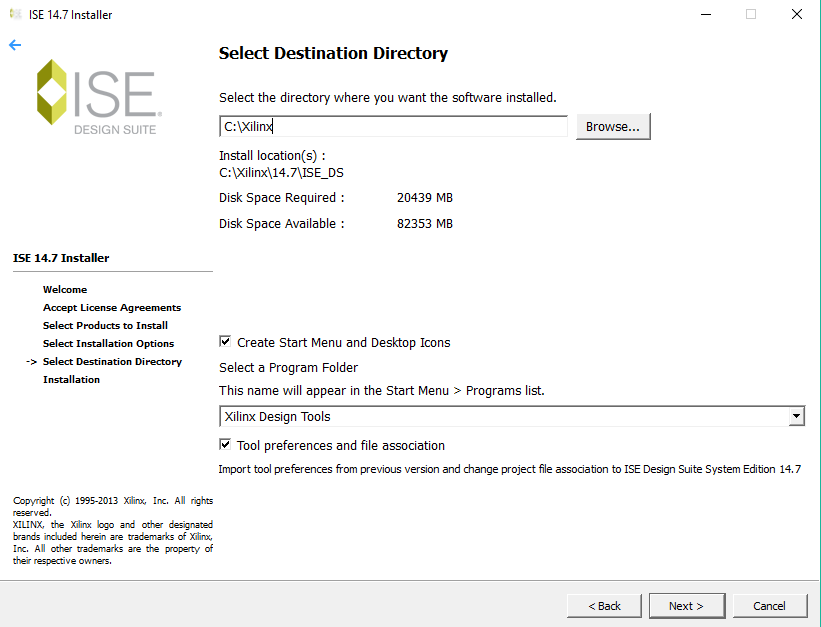 ISE 14.7 Installer
ISE
DESIGN SUITE
Select Destination Directory
Select the directory where you want the software installed.
C:\Xilinx
Browse...
Install location(s) :
C:\Xilinx\14.7\ISE_DS
Disk Space Required : 20439 MB
Disk Space Available : 82353 MB
ISE 14.7 Installer
Welcome
Accept License Agreements
Select Products to Install
Select Installation Options
-> Select Destination Directory
Installation
Create Start Menu and Desktop Icons
Select a Program Folder
This name will appear in the Start Menu > Programs list.
Xilinx Design Tools
Tool preferences and file association
Import tool preferences from previous version and change project file association to ISE Design Suite System Edition 14.7
Copyright (c) 1995-2013 Xilinx, Inc. All rights
reserved.
XILINX, the Xilinx logo and other designated
brands included herein are trademarks of Xilinx,
Inc. All other trademarks are the property of
their respective owners.
< Back
Next >
Cancel